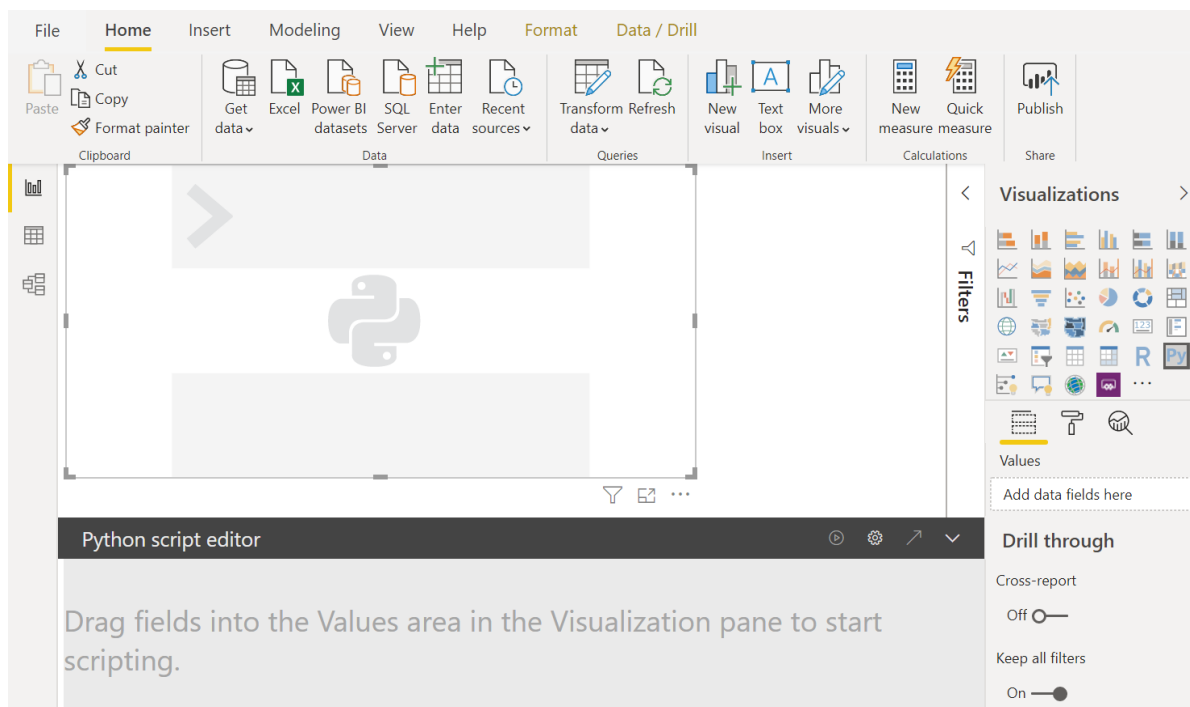 File Home Insert Modeling View Help Format Data / Drill
Paste
Cut
Copy
Format painter
Clipboard
Get data
Excel
Power BI datasets
SQL Server
Enter data
Recent sources
Data
Transform data
Refresh
Queries
New visual
Text box
More visuals
Insert
New measure
Quick measure
Calculations
Publish
Share
A
X
Filters
Visualizations
123
R
Py
Values
Add data fields here
Drill through
Cross-report
Off
Keep all filters
On
Python script editor
Drag fields into the Values area in the Visualization pane to start
scripting.